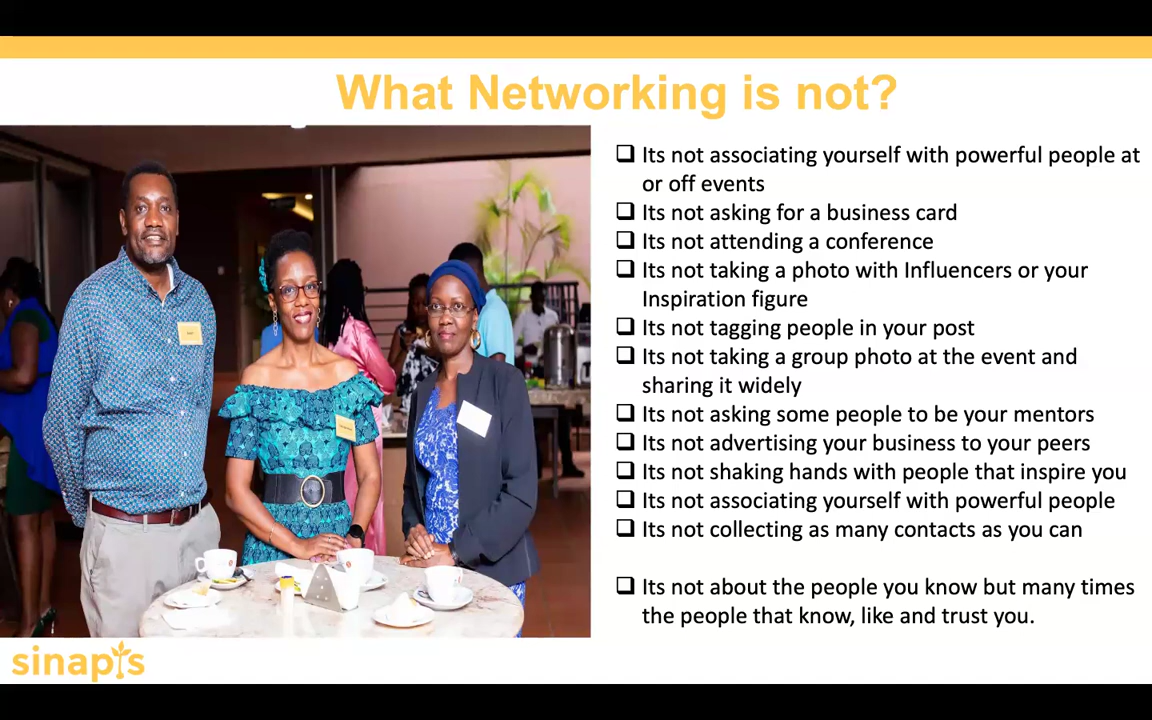 What Networking is not?
❑ Its not associating yourself with powerful people at
or off events
❑ Its not asking for a business card
❑ Its not attending a conference
❑ Its not taking a photo with Influencers or your
Inspiration figure
❑ Its not tagging people in your post
❑ Its not taking a group photo at the event and
sharing it widely
❑ Its not asking some people to be your mentors
❑ Its not advertising your business to your peers
❑ Its not shaking hands with people that inspire you
❑ Its not associating yourself with powerful people
❑ Its not collecting as many contacts as you can
❑ Its not about the people you know but many times
the people that know, like and trust you.
sinapis